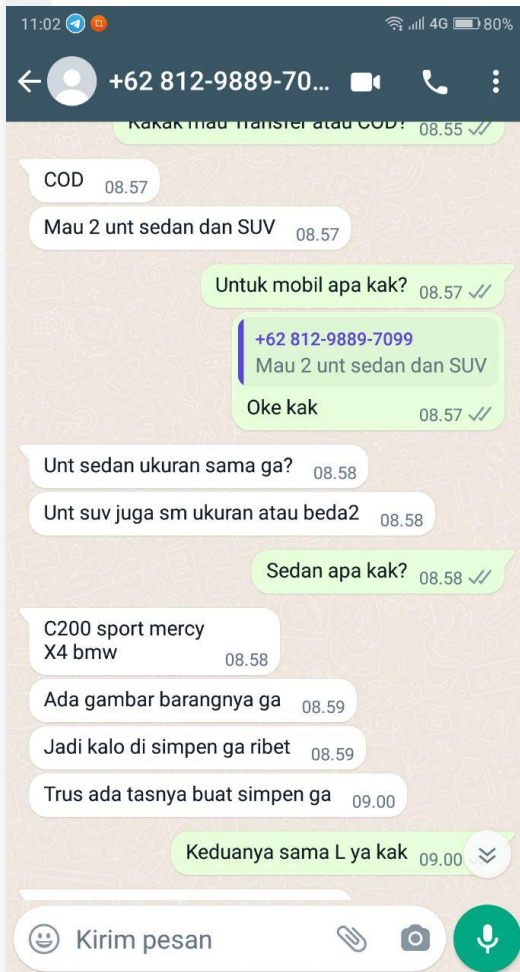 11:02 4G 80%
+62 812-9889-70...
Kakak mau Transfer atau COD? 08.55
COD 08.57
Mau 2 unt sedan dan SUV 08.57
Untuk mobil apa kak? 08.57
+62 812-9889-7099
Mau 2 unt sedan dan SUV
Oke kak 08.57
Unt sedan ukuran sama ga? 08.58
Unt suv juga sm ukuran atau beda2 08.58
Sedan apa kak? 08.58
C200 sport mercy
X4 bmw 08.58
Ada gambar barangnya ga 08.59
Jadi kalo di simpen ga ribet 08.59
Trus ada tasnya buat simpen ga 09.00
Keduanya sama L ya kak 09.00
Kirim pesan